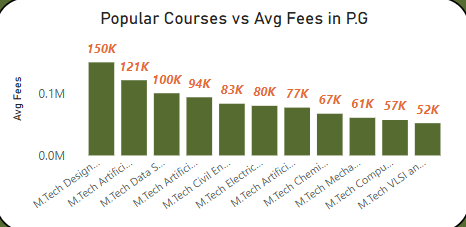 Popular Courses vs Avg Fees in P.G
150K
121K
100K
94K
83K
80K
77K
67K
61K
57K
52K
0.1M
0.0M
Avg Fees
M.Tech Design...
M.Tech Artifici...
M.Tech Data S...
M.Tech Artifici...
M.Tech Civil En...
M.Tech Electric...
M.Tech Artifici...
M.Tech Chemi...
M.Tech Mecha...
M.Tech Compu...
M.Tech VLSI an...